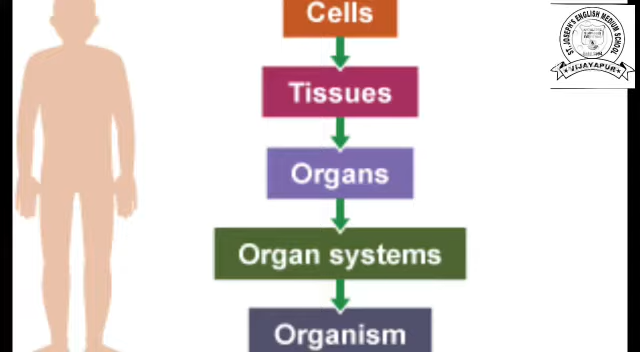 Cells
ST. JOSEPH'S ENGLISH MEDIUM SCHOOL
VIJAYAPUR
Tissues
Organs
Organ systems
Organism